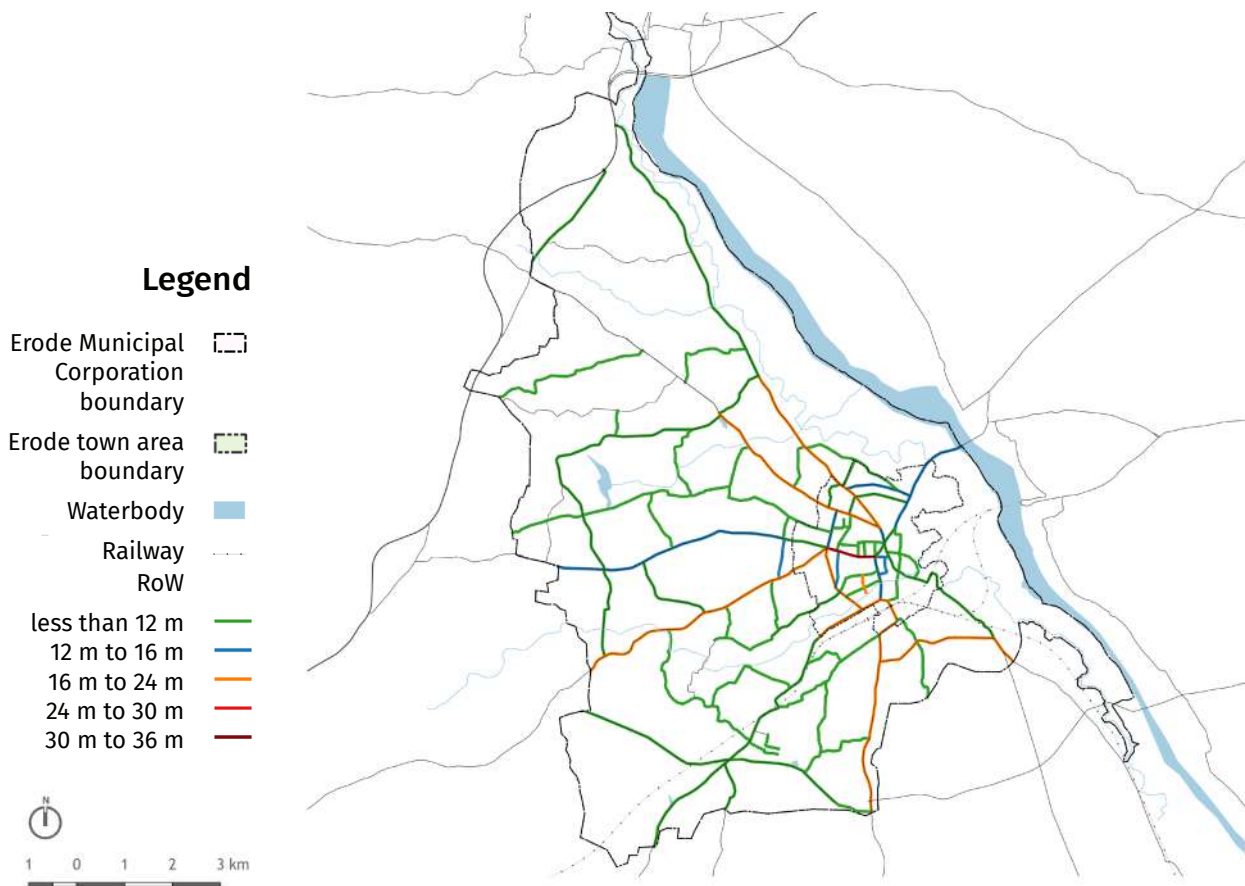 Legend
Erode Municipal
Corporation
boundary
Erode town area
boundary
Waterbody
Railway
RoW
less than 12 m
12 m to 16 m
16 m to 24 m
24 m to 30 m
30 m to 36 m
N
1 0 1 2 3 km